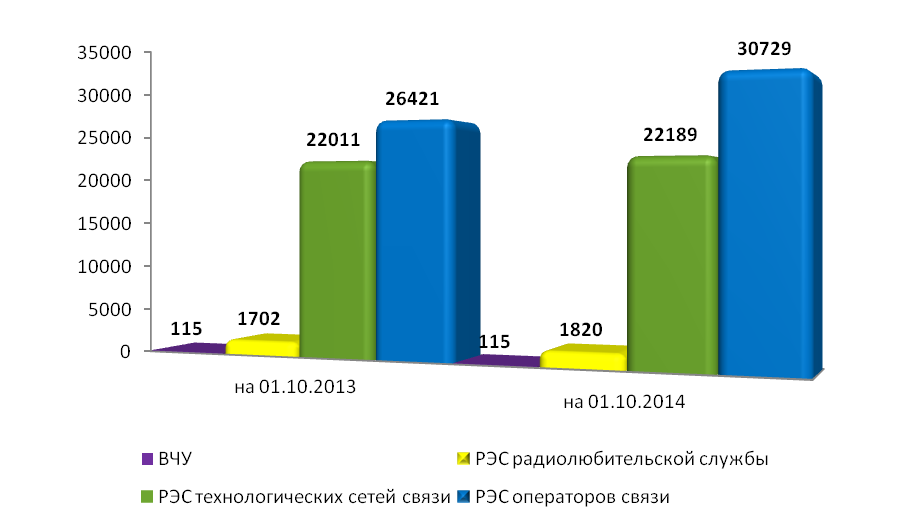 35000
30000
25000
20000
15000
10000
5000
0
115
1702
22011
26421
115
1820
22189
30729
на 01.10.2013
на 01.10.2014
ВЧУ
РЭС радиолюбительской службы
РЭС технологических сетей связи
РЭС операторов связи